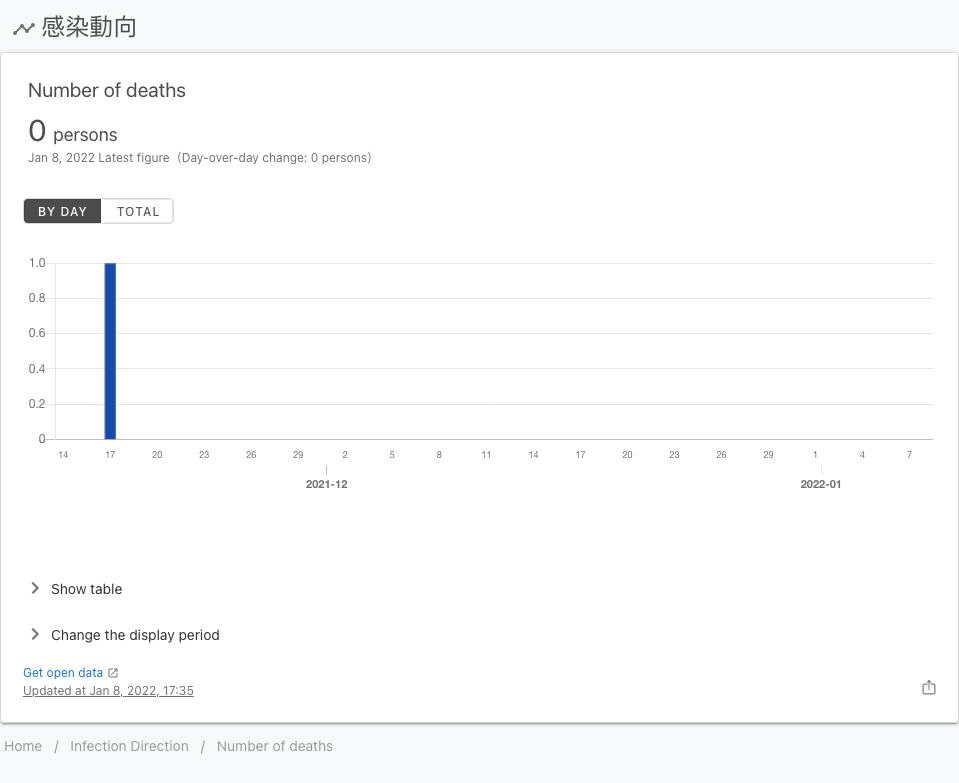 感染動向
Number of deaths
0 persons
Jan 8, 2022 Latest figure (Day-over-day change: 0 persons)
BY DAY TOTAL
1.0
0.8
0.6
0.4
0.2
0
14 17 20 23 26 29 2 5 8 11 14 17 20 23 26 29 1 4 7
2021-12 2022-01
Show table
Change the display period
Get open data
Updated at Jan 8, 2022, 17:35
Home / Infection Direction / Number of deaths